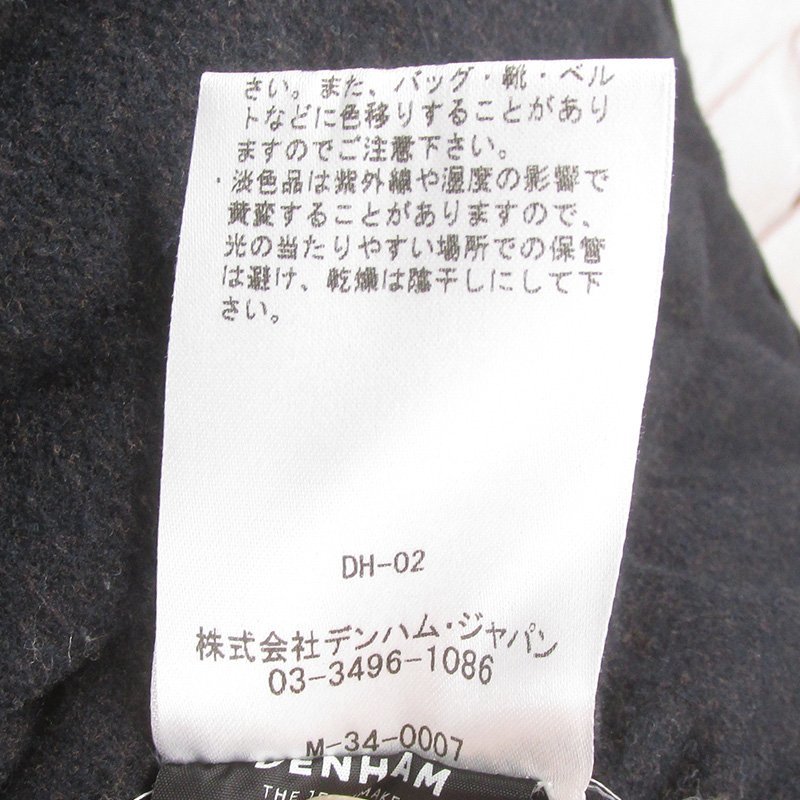 さい。また、バッグ・靴・ベル
トなどに色移りすることがあり
ますのでご注意下さい。
・淡色品は紫外線や湿度の影響で
黄変することがありますので、
光の当たりやすい場所での保管
は避け、乾燥は陰干しにして下
さい。
DH-02
株式会社デンハム・ジャパン
03-3496-1086
M-34-0007
DENHAM
THE